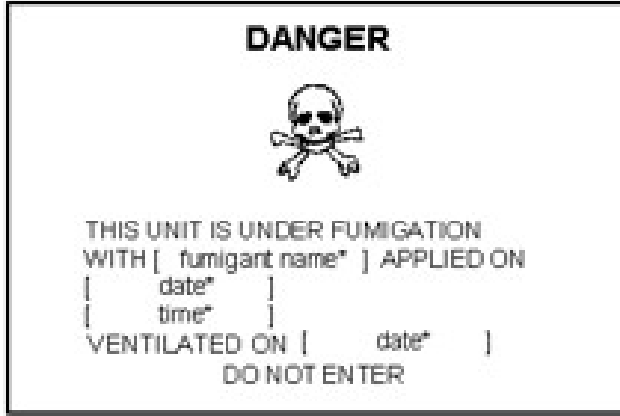 DANGER
THIS UNIT IS UNDER FUMIGATION
WITH [ fumigant name* ] APPLIED ON
[ date* ]
[ time* ]
VENTILATED ON [ date* ]
DO NOT ENTER